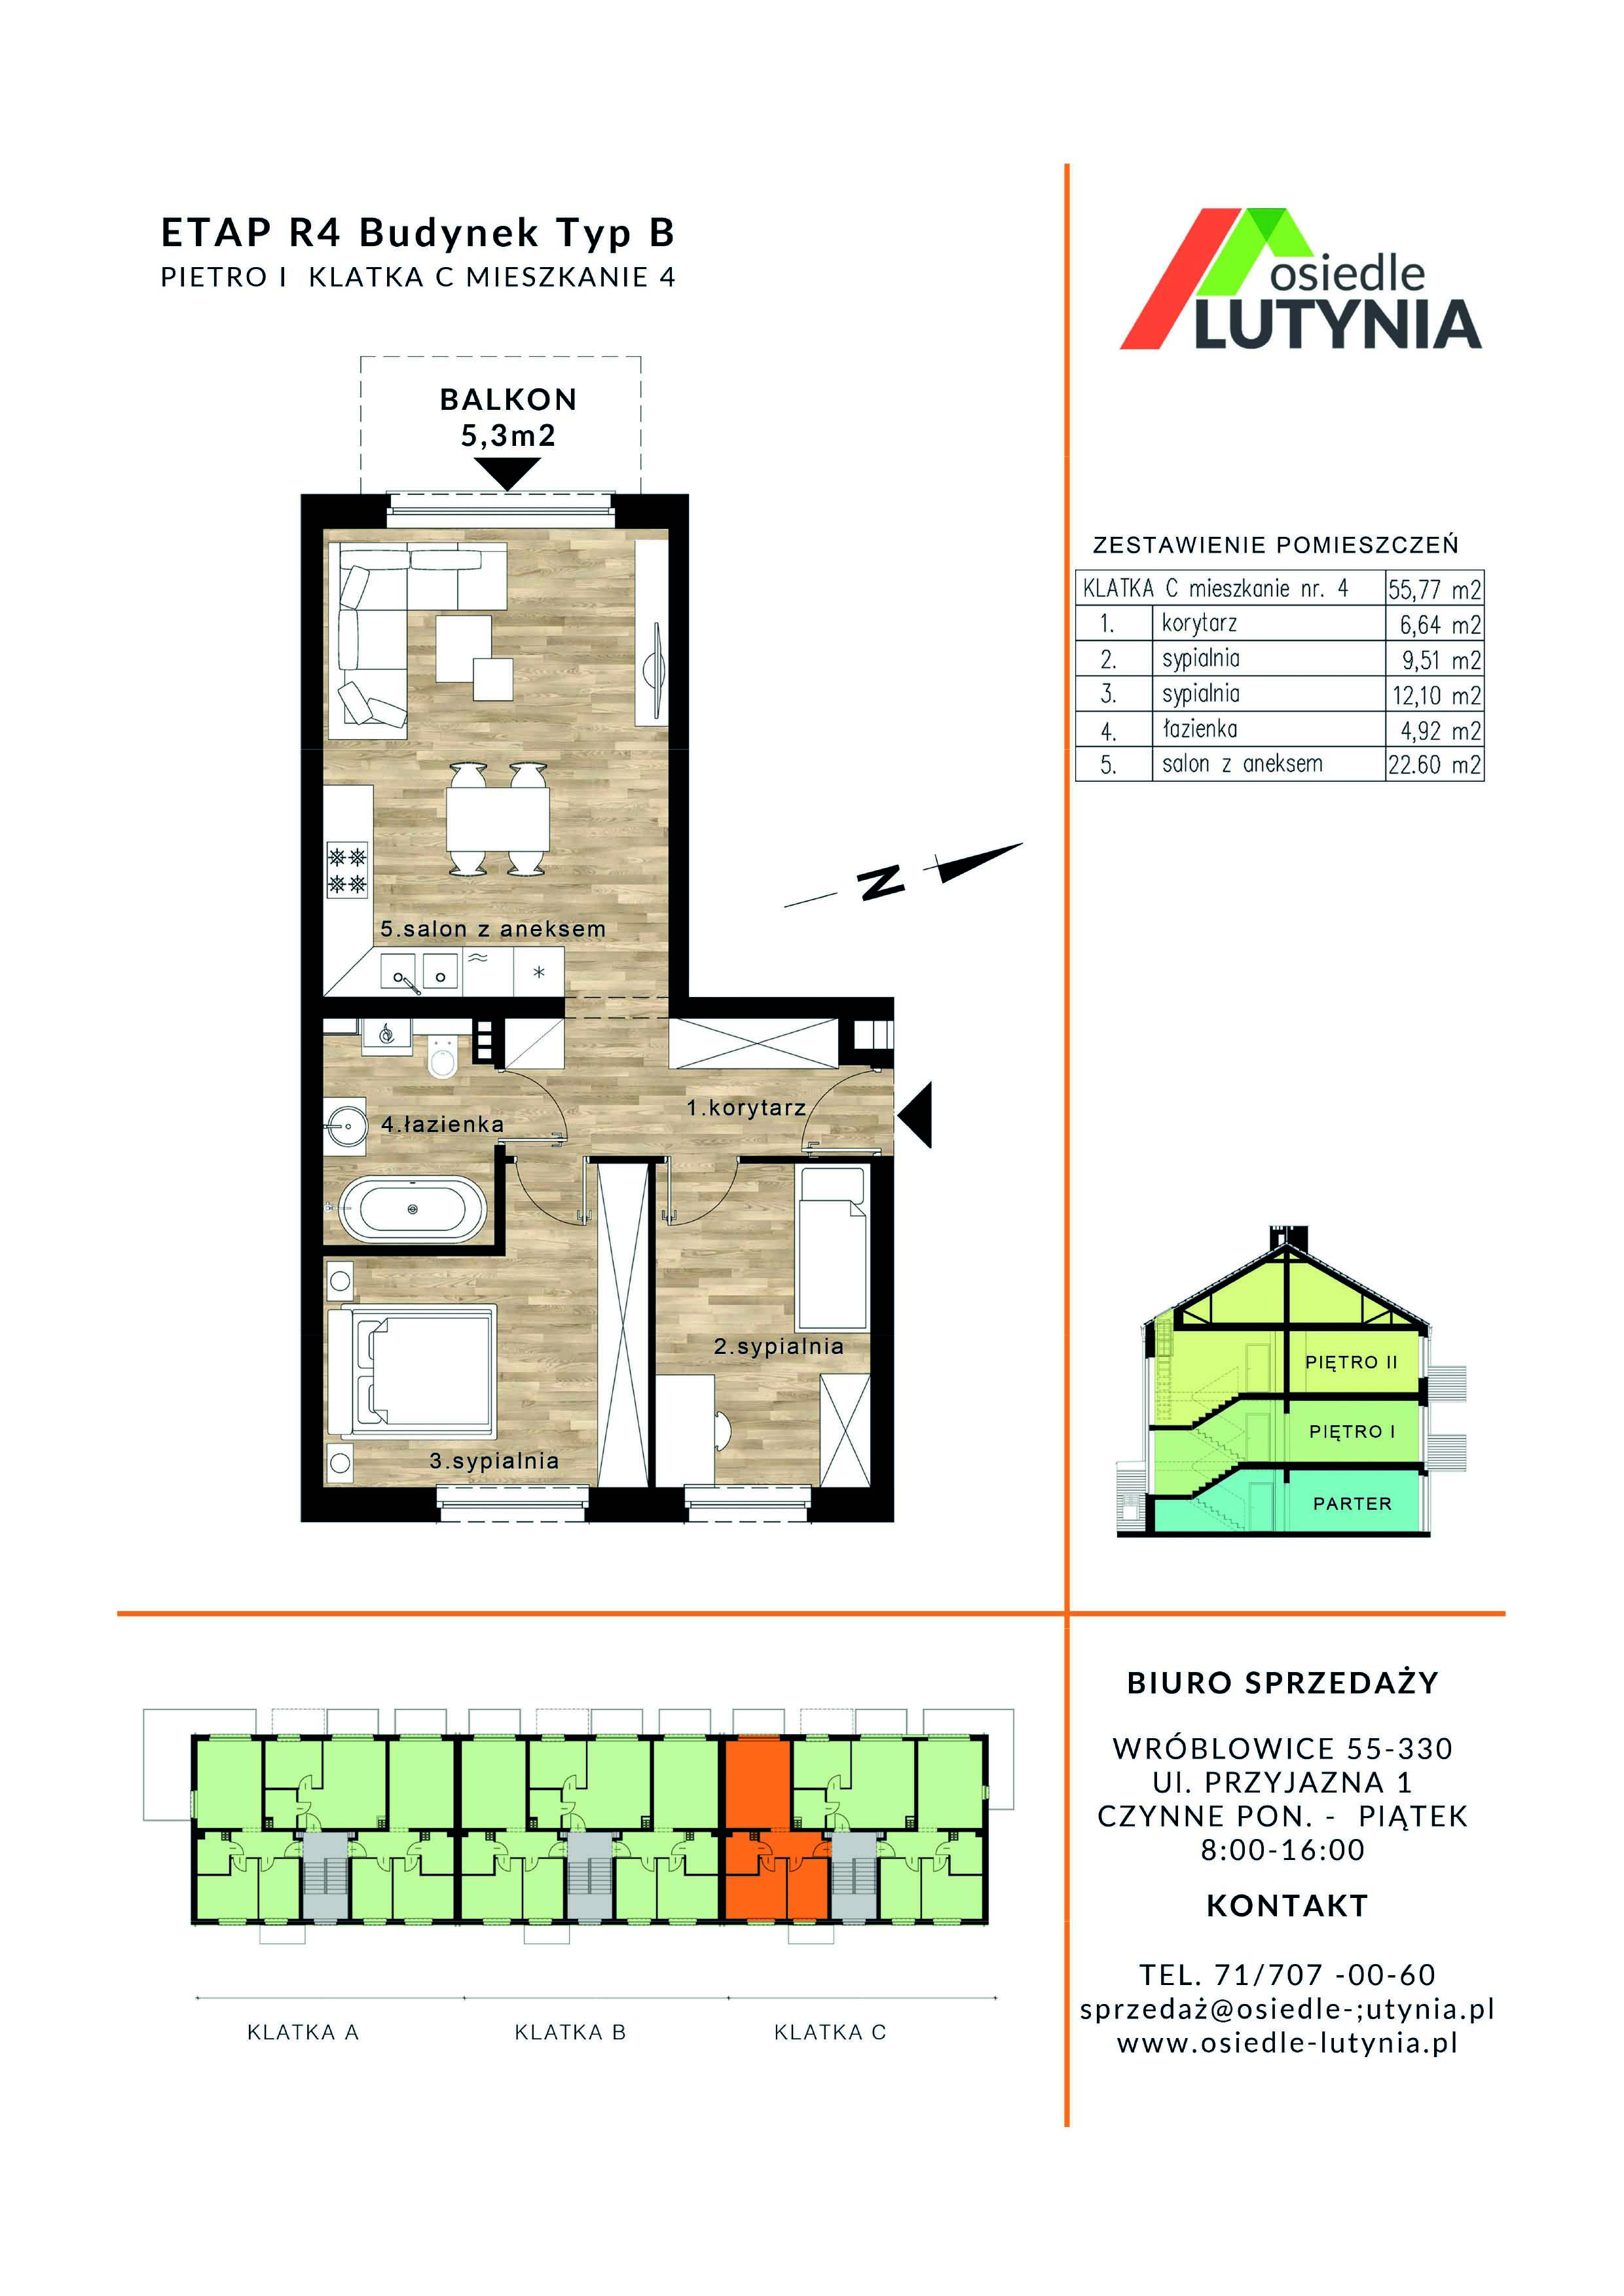 ETAP R4 Budynek Typ B
PIETRO I KLATKA C MIESZKANIE 4
osiedle
LUTYNIA
BALKON
5,3m2
ZESTAWIENIE POMIESZCZEŃ
KLATKA C mieszkanie nr. 4 55,77 m2
1. korytarz 6,64 m2
2. sypialnia 9,51 m2
3. sypialnia 12,10 m2
4. łazienka 4,92 m2
5. salon z aneksem 22.60 m2
N
5.salon z aneksem
1.korytarz
4.łazienka
2.sypialnia
3.sypialnia
PIĘTRO II
PIĘTRO I
PARTER
KLATKA A
KLATKA B
KLATKA C
BIURO SPRZEDAŻY
WRÓBLOWICE 55-330
Ul. PRZYJAZNA 1
CZYNNE PON. - PIĄTEK
8:00-16:00
KONTAKT
TEL. 71/707 -00-60
sprzedaż@osiedle-;utynia.pl
www.osiedle-lutynia.pl